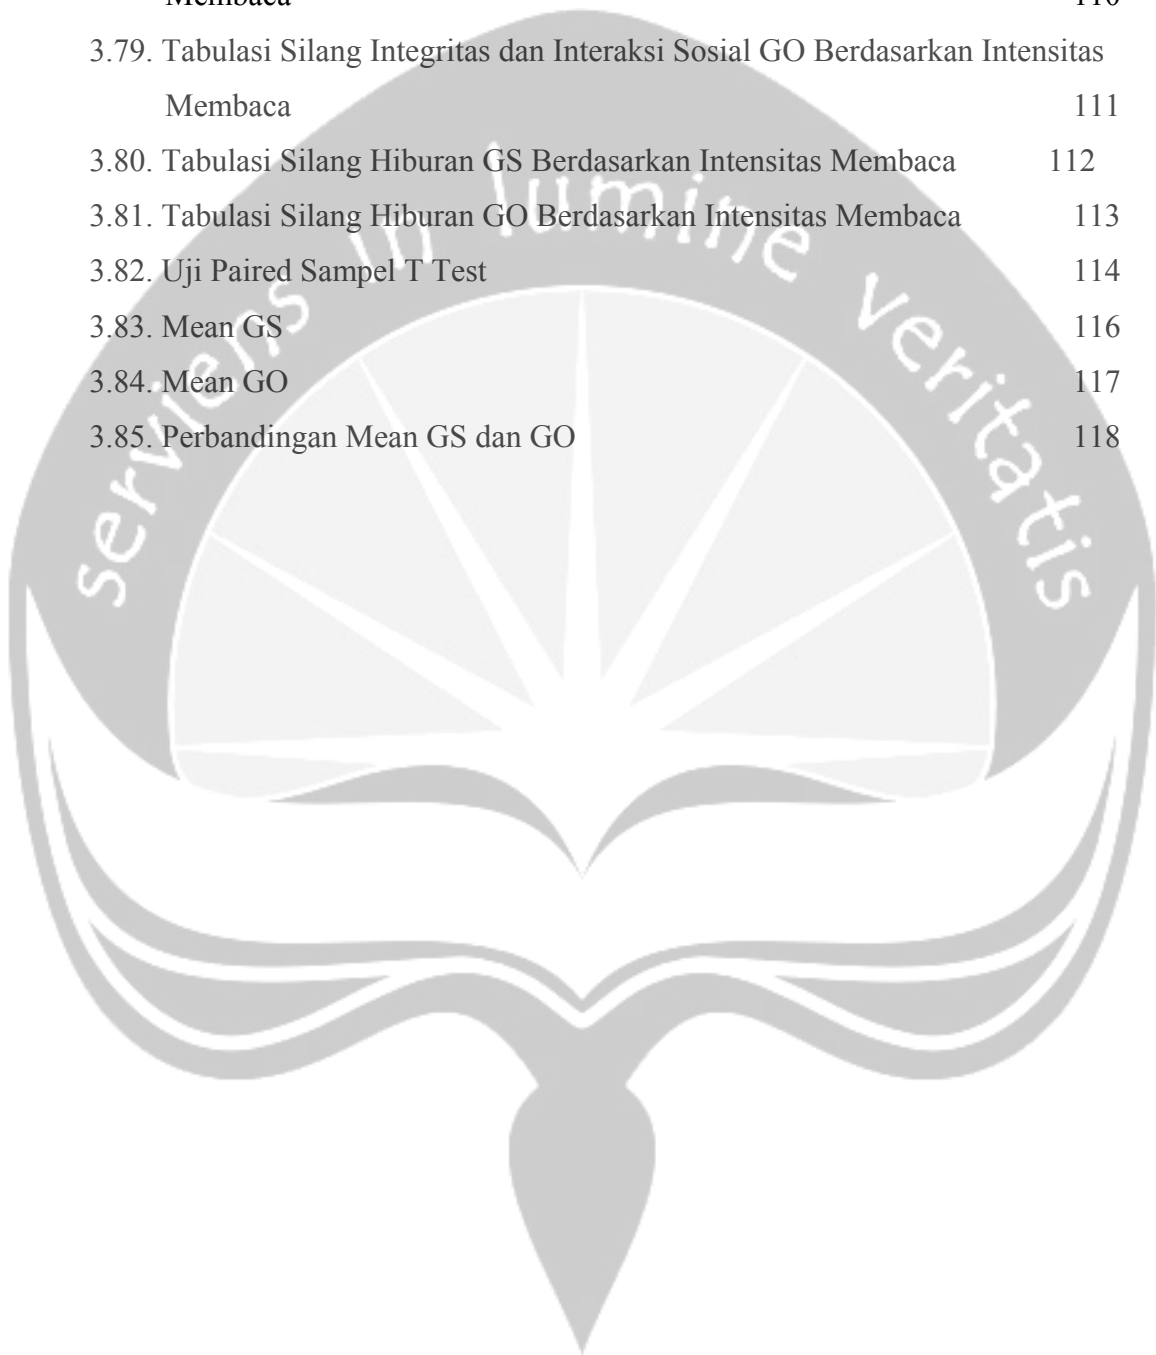 Membaca 110
3.79. Tabulasi Silang Integritas dan Interaksi Sosial GO Berdasarkan Intensitas
Membaca 111
3.80. Tabulasi Silang Hiburan GS Berdasarkan Intensitas Membaca 112
3.81. Tabulasi Silang Hiburan GO Berdasarkan Intensitas Membaca 113
3.82. Uji Paired Sampel T Test 114
3.83. Mean GS 116
3.84. Mean GO 117
3.85. Perbandingan Mean GS dan GO 118
serviens in lumine veritatis